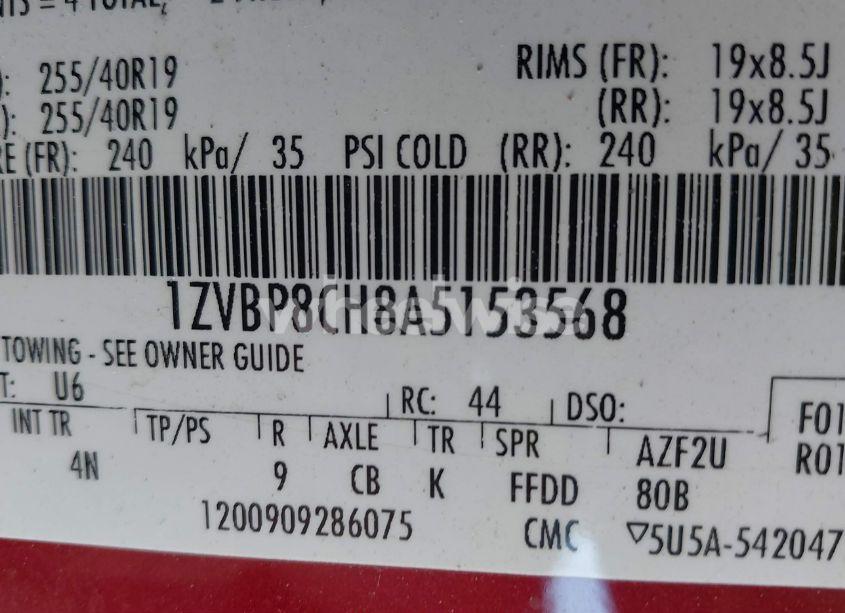 = 4 TOTAL,
255/40R19 RIMS (FR): 19x8.5J
255/40R19 (RR): 19x8.5J
(FR): 240 kPa/ 35 PSI COLD (RR): 240 kPa/ 35
1ZVBP8CH8A5153568
TOWING - SEE OWNER GUIDE
T: U6 RC: 44 DSO:
INT TR TP/PS R AXLE TR SPR AZF2U F01
4N 9 CB K FFDD 80B R01
1200909286075 CMC ▽5U5A-542047